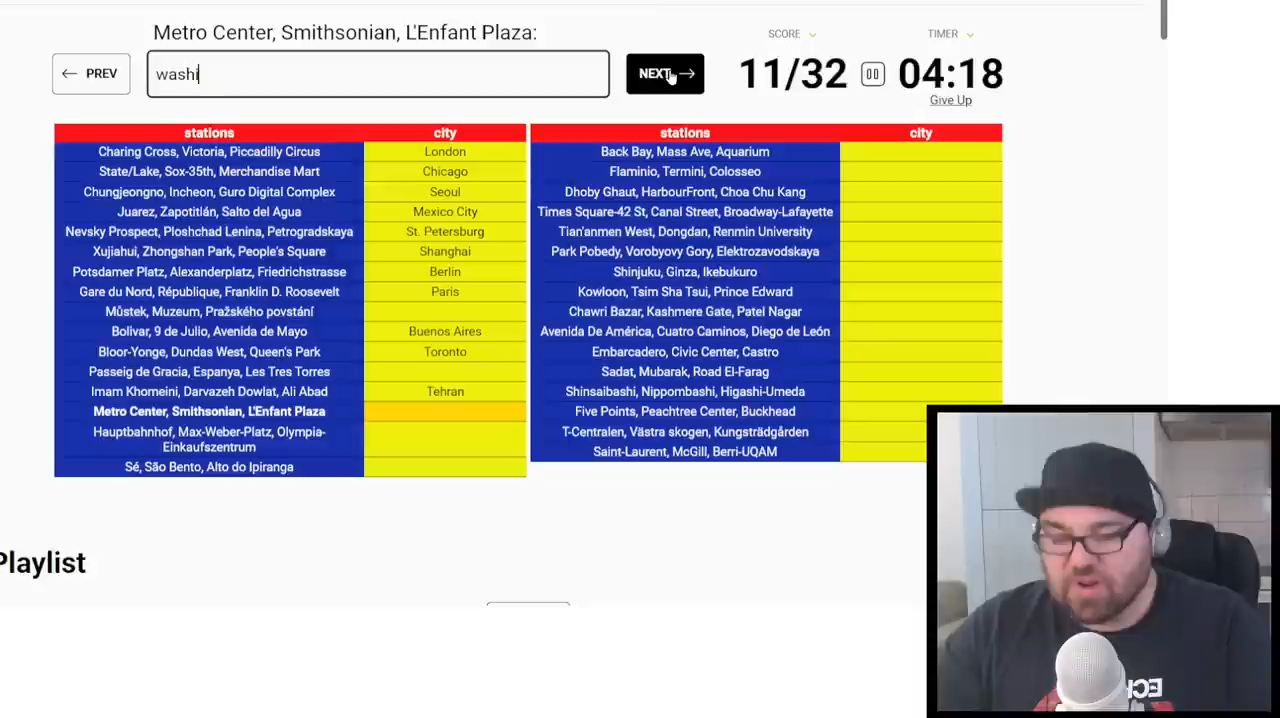 Metro Center, Smithsonian, L'Enfant Plaza:
SCORE
TIMER
PREV
washi
NEXT
11/32
04:18
Give Up
stations city
Charing Cross, Victoria, Piccadilly Circus London
State/Lake, Sox-35th, Merchandise Mart Chicago
Chungjeongno, Incheon, Guro Digital Complex Seoul
Juarez, Zapotitlán, Salto del Agua Mexico City
Nevsky Prospect, Ploshchad Lenina, Petrogradskaya St. Petersburg
Xujiahui, Zhongshan Park, People's Square Shanghai
Potsdamer Platz, Alexanderplatz, Friedrichstrasse Berlin
Gare du Nord, République, Franklin D. Roosevelt Paris
Můstek, Muzeum, Pražského povstání
Bolivar, 9 de Julio, Avenida de Mayo Buenos Aires
Bloor-Yonge, Dundas West, Queen's Park Toronto
Passeig de Gracia, Espanya, Les Tres Torres
Imam Khomeini, Darvazeh Dowlat, Ali Abad Tehran
Metro Center, Smithsonian, L'Enfant Plaza
Hauptbahnhof, Max-Weber-Platz, Olympia-
Einkaufszentrum
Sé, São Bento, Alto do Ipiranga
stations city
Back Bay, Mass Ave, Aquarium
Flaminio, Termini, Colosseo
Dhoby Ghaut, HarbourFront, Choa Chu Kang
Times Square-42 St, Canal Street, Broadway-Lafayette
Tian'anmen West, Dongdan, Renmin University
Park Pobedy, Vorobyovy Gory, Elektrozavodskaya
Shinjuku, Ginza, Ikebukuro
Kowloon, Tsim Sha Tsui, Prince Edward
Chawri Bazar, Kashmere Gate, Patel Nagar
Avenida De América, Cuatro Caminos, Diego de León
Embarcadero, Civic Center, Castro
Sadat, Mubarak, Road El-Farag
Shinsaibashi, Nippombashi, Higashi-Umeda
Five Points, Peachtree Center, Buckhead
T-Centralen, Västra skogen, Kungsträdgården
Saint-Laurent, McGill, Berri-UQAM
Playlist